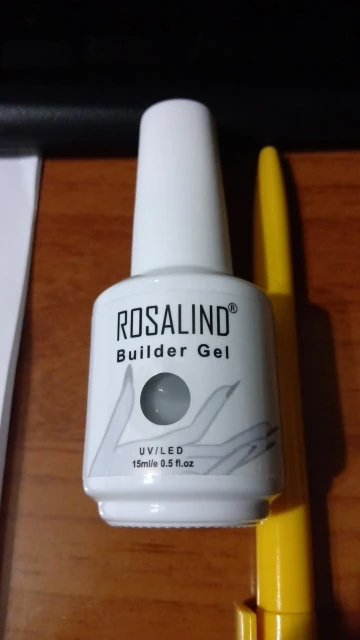 ROSALIND®
Builder Gel
UV/LED
15ml/e 0.5 fl.oz